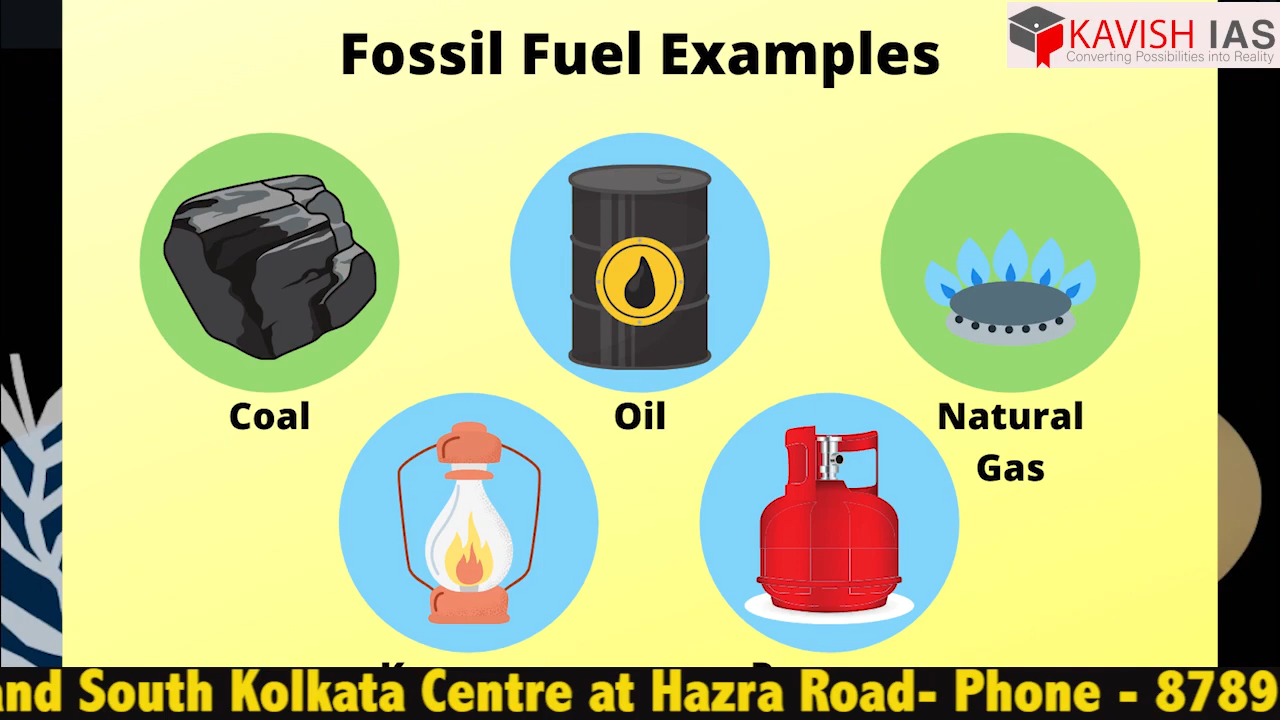 Fossil Fuel Examples
KAVISH IAS
Converting Possibilities into Reality
Coal
Oil
Natural
Gas
and South Kolkata Centre at Hazra Road- Phone - 8789